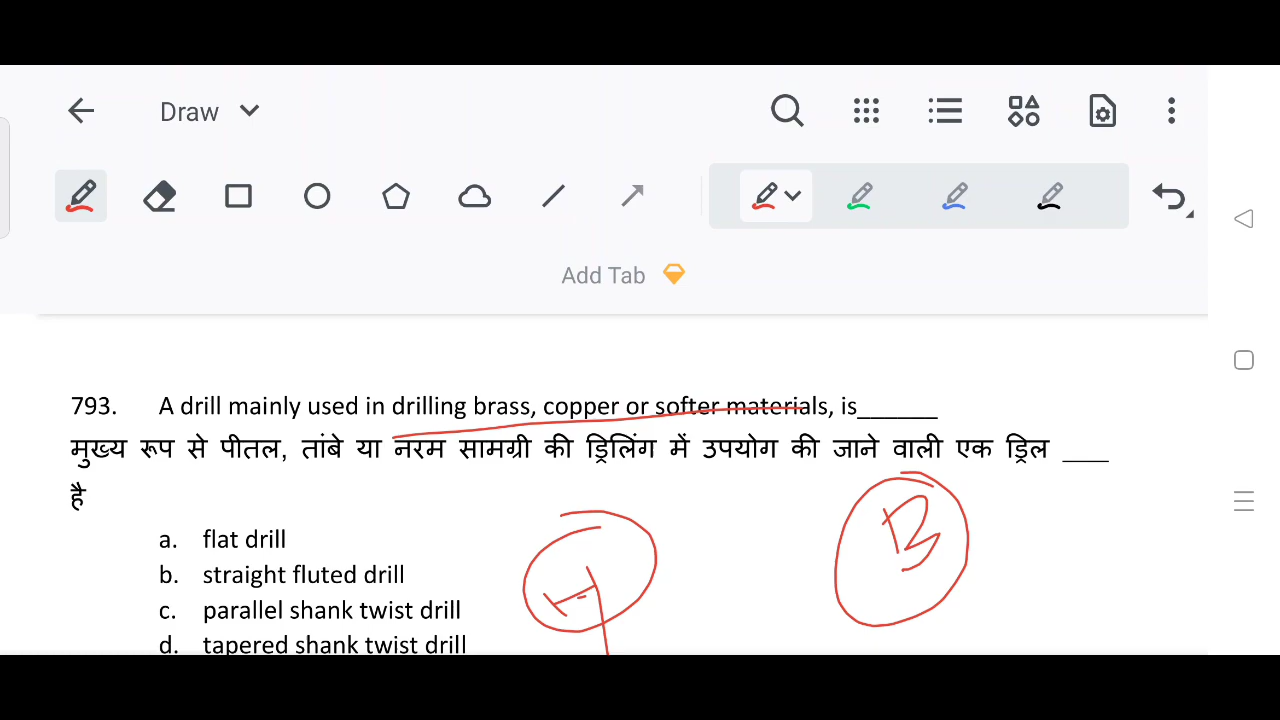 Draw
Add Tab
793. A drill mainly used in drilling brass, copper or softer materials, is______
मुख्य रूप से पीतल, तांबे या नरम सामग्री की ड्रिलिंग में उपयोग की जाने वाली एक ड्रिल ____
है
a. flat drill
b. straight fluted drill
c. parallel shank twist drill
d. tapered shank twist drill
B